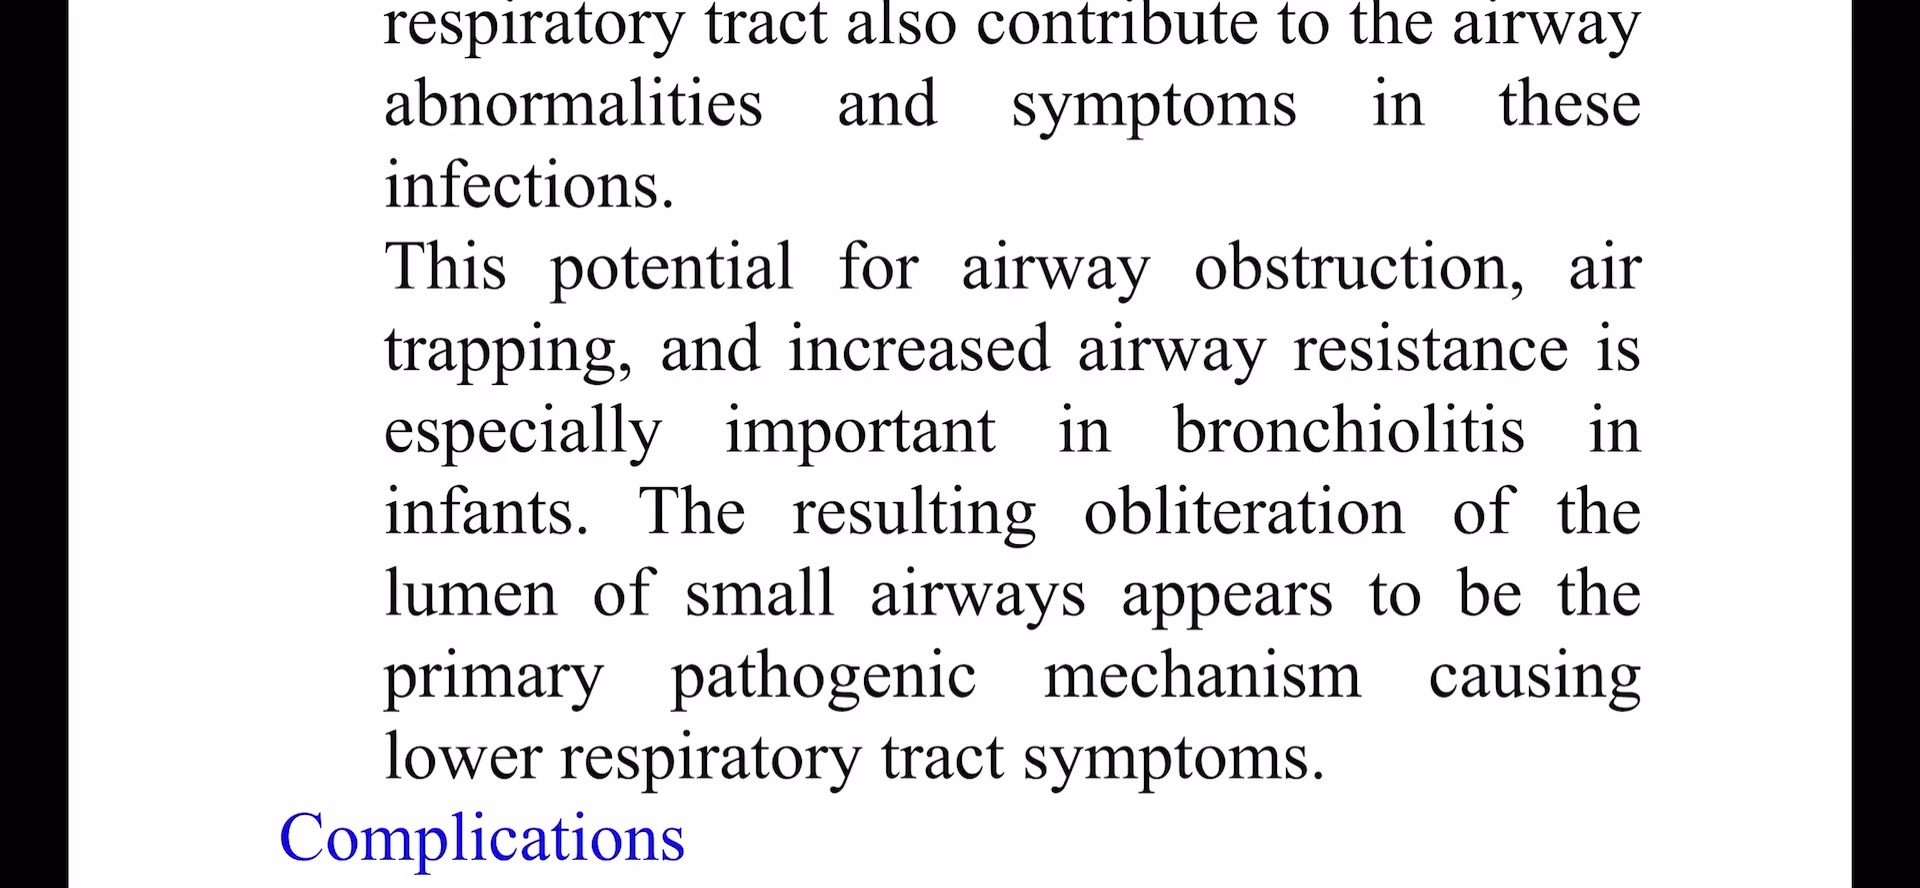 respiratory tract also contribute to the airway
abnormalities and symptoms in these
infections.
This potential for airway obstruction, air
trapping, and increased airway resistance is
especially important in bronchiolitis in
infants. The resulting obliteration of the
lumen of small airways appears to be the
primary pathogenic mechanism causing
lower respiratory tract symptoms.
Complications